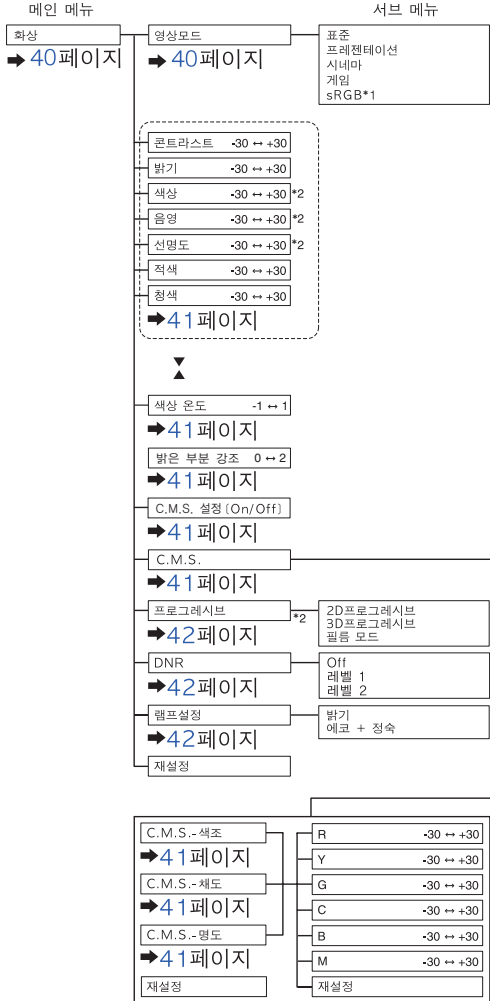 메인 메뉴
서브 메뉴
화상
➡ 40페이지
영상모드
➡ 40페이지
표준
프레젠테이션
시네마
게임
sRGB*1
콘트라스트 -30 ↔ +30
밝기 -30 ↔ +30
색상 -30 ↔ +30 *2
음영 -30 ↔ +30 *2
선명도 -30 ↔ +30 *2
적색 -30 ↔ +30
청색 -30 ↔ +30
➡41페이지
색상 온도 -1 ↔ 1
➡41페이지
밝은 부분 강조 0 ↔ 2
➡41페이지
C.M.S. 설정 (On/Off)
➡41페이지
C.M.S.
➡41페이지
프로그레시브 *2
➡42페이지
2D프로그레시브
3D프로그레시브
필름 모드
DNR
➡42페이지
Off
레벨 1
레벨 2
램프설정
➡42페이지
밝기
에코 + 정숙
재설정
C.M.S.-색조
➡41페이지
C.M.S.-채도
➡41페이지
C.M.S.-명도
➡41페이지
재설정
R -30 ↔ +30
Y -30 ↔ +30
G -30 ↔ +30
C -30 ↔ +30
B -30 ↔ +30
M -30 ↔ +30
재설정